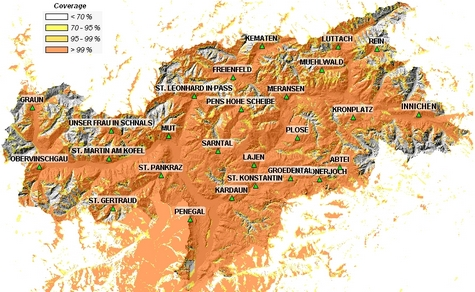 Coverage
< 70 %
70 - 95 %
95 - 99 %
> 99 %
KEMATEN
LUTTACH
REIN
MUEHLWALD
FREIENFELD
ST. LEONHARD IN PASS
MERANSEN
GRAUN
PENS HOHE SCHEIBE
KRONPLATZ
INNICHEN
UNSER FRAU IN SCHNALS
MUT
PLOSE
SARNTAL
ST. MARTIN AM KOFEL
OBERVINSCHGAU
LAJEN
ABTEI
ST. PANKRAZ
GROEDENTAL
ST. KONSTANTIN
KARDAUN
ST. GERTRAUD
PENEGAL